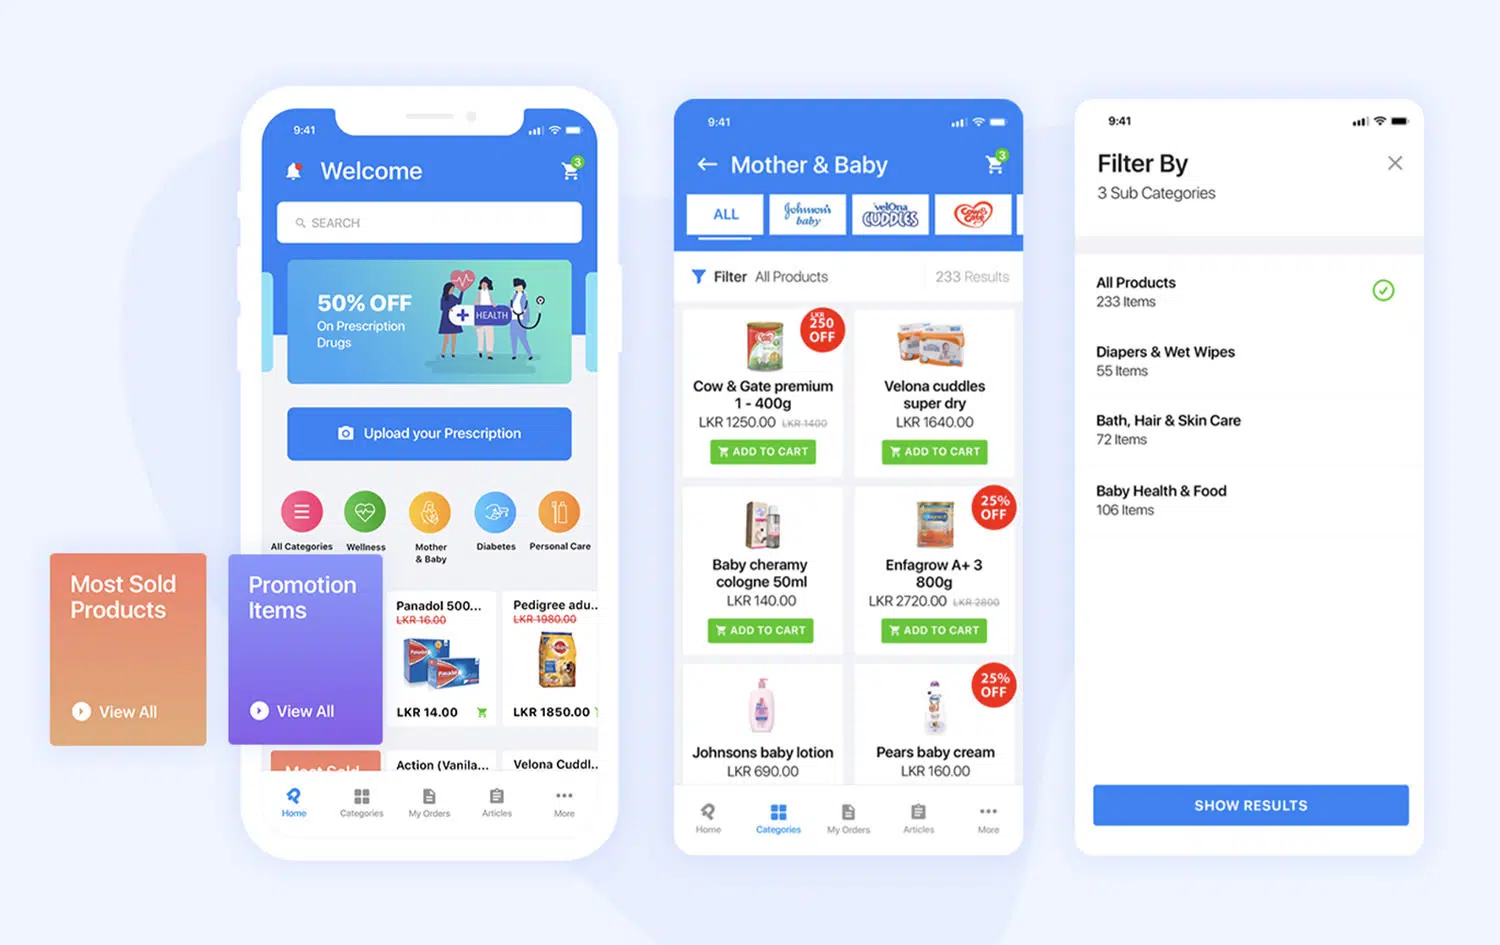 9:41
Welcome
3
SEARCH
50% OFF
On Prescription
Drugs
HEALTH
Upload your Prescription
All Categories
Wellness
Mother
& Baby
Diabetes
Personal Care
Most Sold
Products
View All
Promotion
Items
View All
Panadol 500...
LKR 16.00
Panadol
LKR 14.00
Pedigree adu..
LKR 1980.00
Pedigree
LKR 1850.00
Most Sold
Action (Vanila...
Velona Cuddl..
Home
Categories
My Orders
Articles
More
9:41
Mother & Baby
3
ALL
Johnson's
baby
velOna
CUDDLES
Cow&
Gate
Filter All Products
233 Results
LKR
250
OFF
Cow & Gate premium
1 - 400g
LKR 1250.00 LKR 1400
ADD TO CART
Velona cuddles
super dry
LKR 1640.00
ADD TO CART
Baby cheramy
cologne 50ml
LKR 140.00
ADD TO CART
25%
OFF
Enfagrow A+ 3
800g
LKR 2720.00 LKR 2800
ADD TO CART
Johnsons baby lotion
LKR 690.00
25%
OFF
Pears baby cream
LKR 160.00
Home
Categories
My Orders
Articles
More
9:41
Filter By
3 Sub Categories
All Products
233 Items
Diapers & Wet Wipes
55 Items
Bath, Hair & Skin Care
72 Items
Baby Health & Food
106 Items
SHOW RESULTS